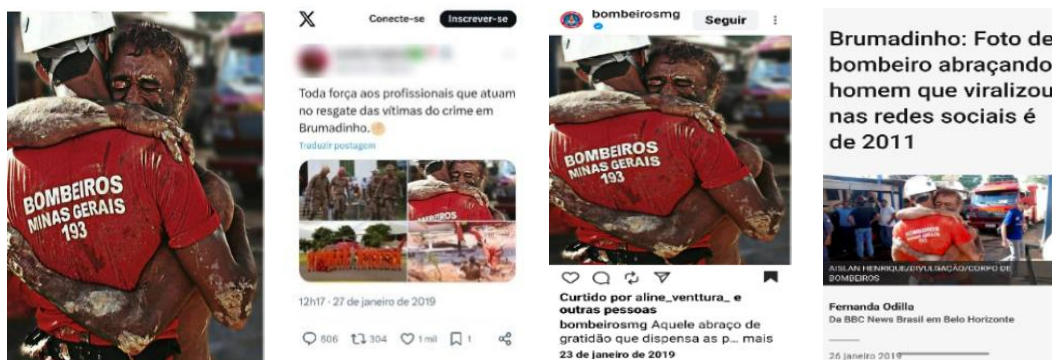 BOMBEIROS
MINAS GERAIS
193
X
Conecte-se
Inscrever-se
Toda força aos profissionais que atuam
no resgate das vítimas do crime em
Brumadinho.
Traduzir postagem
12h17 · 27 de janeiro de 2019
806
304
1 mil
1
bombeirosmg
Seguir
BOMBEIROS
MINAS GERAIS
193
Curtido por aline_venttura_ e
outras pessoas
bombeirosmg Aquele abraço de
gratidão que dispensa as p... mais
23 de janeiro de 2019
Brumadinho: Foto de
bombeiro abraçando
homem que viralizou
nas redes sociais é
de 2011
AISLAN HENRIQUE/DIVULGAÇÃO/CORPO DE
BOMBEIROS
Fernanda Odilla
Da BBC News Brasil em Belo Horizonte
26 janeiro 2019